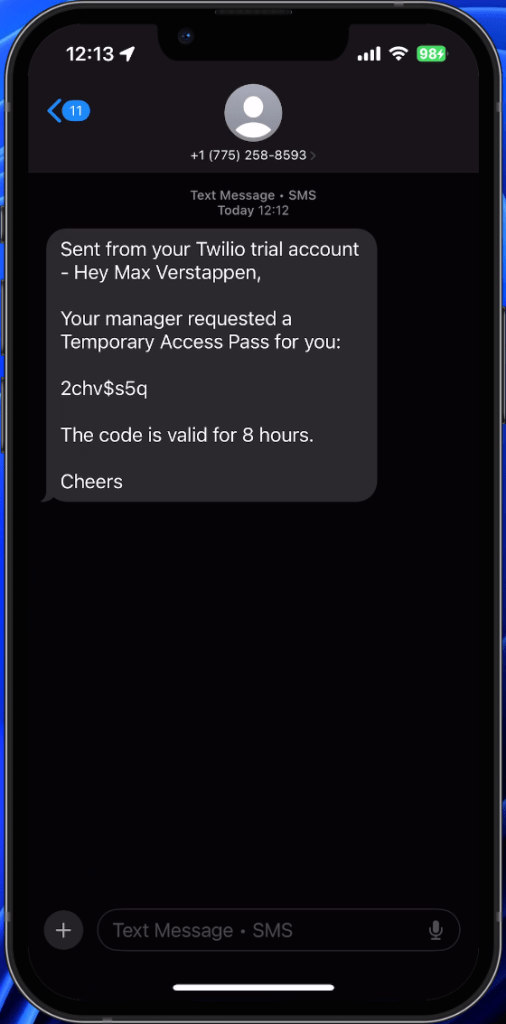 12:13
98
11
+1 (775) 258-8593
Text Message • SMS
Today 12:12
Sent from your Twilio trial account
- Hey Max Verstappen,
Your manager requested a
Temporary Access Pass for you:
2chv$s5q
The code is valid for 8 hours.
Cheers
Text Message • SMS